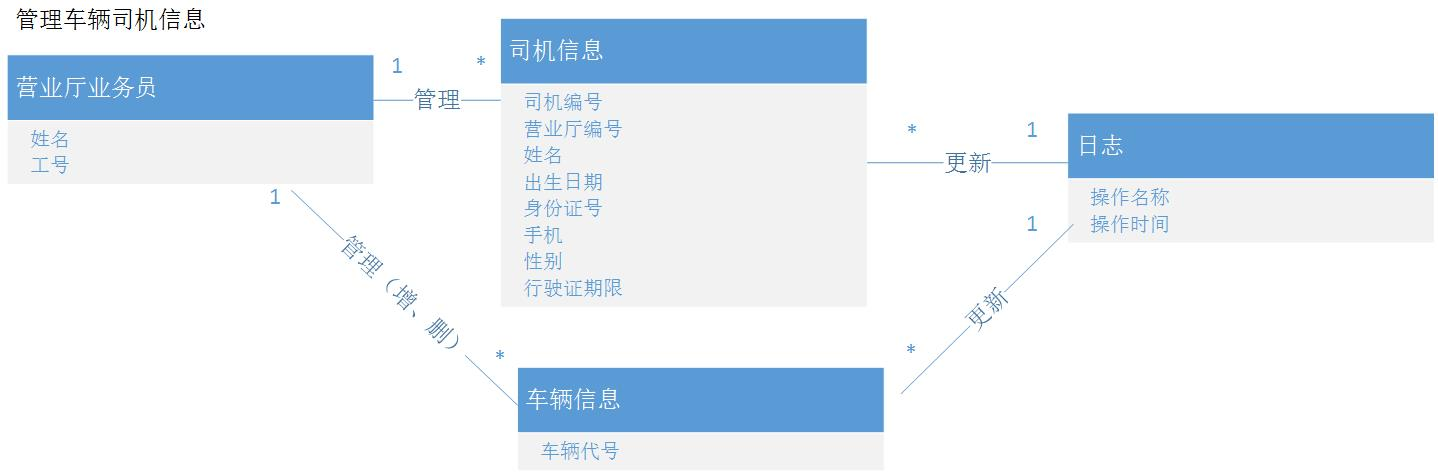 管理车辆司机信息
营业厅业务员
姓名
工号
1
*
管理
司机信息
司机编号
营业厅编号
姓名
出生日期
身份证号
手机
性别
行驶证期限
*
1
更新
日志
操作名称
操作时间
1
管理（增、删）
*
车辆信息
车辆代号
1
更新
*